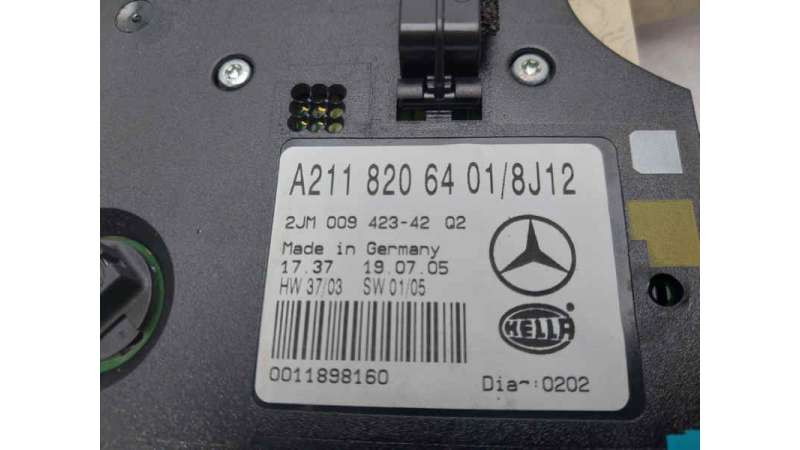 A211 820 64 01/8J12
2JM 009 423-42 Q2
Made in Germany
17.37 19.07.05
HW 37/03 SW 01/05
HELLA
0011898160
Dia:0202